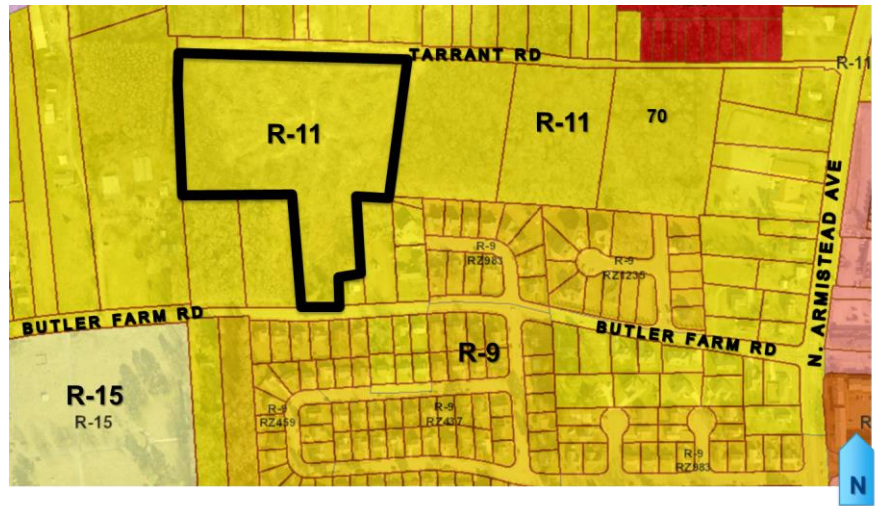 TARRANT RD
R-11
R-11
R-11
70
N. ARMISTEAD AVE
R-9
RZ983
R-9
RZ1235
BUTLER FARM RD
BUTLER FARM RD
R-9
R-15
R-15
R-9
RZ459
R-9
RZ437
R
R-9
RZ983
N